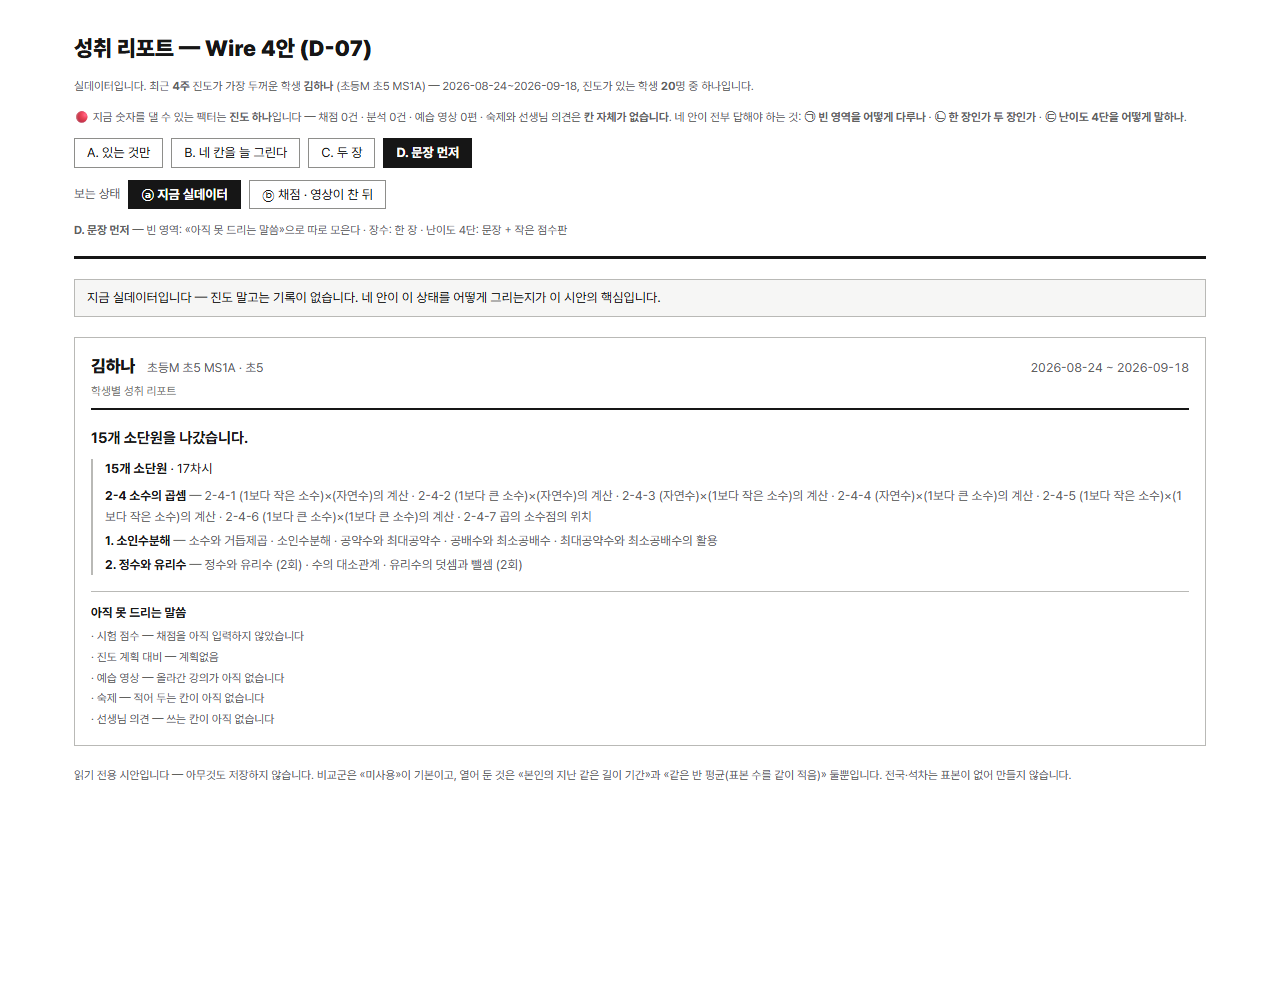 성취 리포트 — Wire 4안 (D-07)
실데이터입니다. 최근 4주 진도가 가장 두꺼운 학생 김하나 (초등M 초5 MS1A) — 2026-08-24~2026-09-18, 진도가 있는 학생 20명 중 하나입니다.
🔴 지금 숫자를 댈 수 있는 팩터는 진도 하나입니다 — 채점 0건 · 분석 0건 · 예습 영상 0편 · 숙제와 선생님 의견은 칸 자체가 없습니다. 네 안이 전부 답해야 하는 것: ㉠ 빈 영역을 어떻게 다루나 · ㉡ 한 장인가 두 장인가 · ㉢ 난이도 4단을 어떻게 말하나.
A. 있는 것만 B. 네 칸을 늘 그린다 C. 두 장 D. 문장 먼저
보는 상태 ⓐ 지금 실데이터 ⓑ 채점 · 영상이 찬 뒤
D. 문장 먼저 — 빈 영역: «아직 못 드리는 말씀»으로 따로 모은다 · 장수: 한 장 · 난이도 4단: 문장 + 작은 점수판
지금 실데이터입니다 — 진도 말고는 기록이 없습니다. 네 안이 이 상태를 어떻게 그리는지가 이 시안의 핵심입니다.
김하나 초등M 초5 MS1A · 초5 2026-08-24 ~ 2026-09-18
학생별 성취 리포트
15개 소단원을 나갔습니다.
15개 소단원 · 17차시
2-4 소수의 곱셈 — 2-4-1 (1보다 작은 소수)×(자연수)의 계산 · 2-4-2 (1보다 큰 소수)×(자연수)의 계산 · 2-4-3 (자연수)×(1보다 작은 소수)의 계산 · 2-4-4 (자연수)×(1보다 큰 소수)의 계산 · 2-4-5 (1보다 작은 소수)×(1
보다 작은 소수)의 계산 · 2-4-6 (1보다 큰 소수)×(1보다 큰 소수)의 계산 · 2-4-7 곱의 소수점의 위치
1. 소인수분해 — 소수와 거듭제곱 · 소인수분해 · 공약수와 최대공약수 · 공배수와 최소공배수 · 최대공약수와 최소공배수의 활용
2. 정수와 유리수 — 정수와 유리수 (2회) · 수의 대소관계 · 유리수의 덧셈과 뺄셈 (2회)
아직 못 드리는 말씀
· 시험 점수 — 채점을 아직 입력하지 않았습니다
· 진도 계획 대비 — 계획없음
· 예습 영상 — 올라간 강의가 아직 없습니다
· 숙제 — 적어 두는 칸이 아직 없습니다
· 선생님 의견 — 쓰는 칸이 아직 없습니다
읽기 전용 시안입니다 — 아무것도 저장하지 않습니다. 비교군은 «미사용»이 기본이고, 열어 둔 것은 «본인의 지난 같은 길이 기간»과 «같은 반 평균(표본 수를 같이 적음)» 둘뿐입니다. 전국·석차는 표본이 없어 만들지 않습니다.